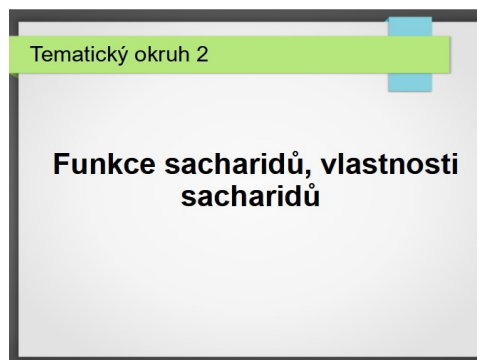 Tematický okruh 2
Funkce sacharidů, vlastnosti
sacharidů